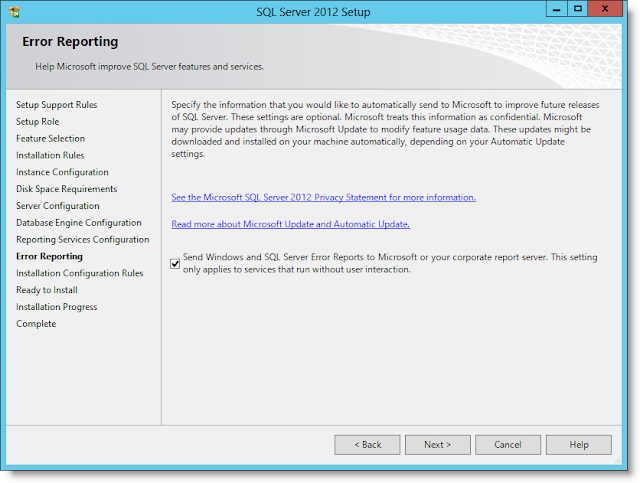 SQL Server 2012 Setup
Error Reporting
Help Microsoft improve SQL Server features and services.
Setup Support Rules
Setup Role
Feature Selection
Installation Rules
Instance Configuration
Disk Space Requirements
Server Configuration
Database Engine Configuration
Reporting Services Configuration
Error Reporting
Installation Configuration Rules
Ready to Install
Installation Progress
Complete
Specify the information that you would like to automatically send to Microsoft to improve future releases
of SQL Server. These settings are optional. Microsoft treats this information as confidential. Microsoft
may provide updates through Microsoft Update to modify feature usage data. These updates might be
downloaded and installed on your machine automatically, depending on your Automatic Update
settings.
See the Microsoft SQL Server 2012 Privacy Statement for more information.
Read more about Microsoft Update and Automatic Update.
Send Windows and SQL Server Error Reports to Microsoft or your corporate report server. This setting
only applies to services that run without user interaction.
< Back
Next >
Cancel
Help